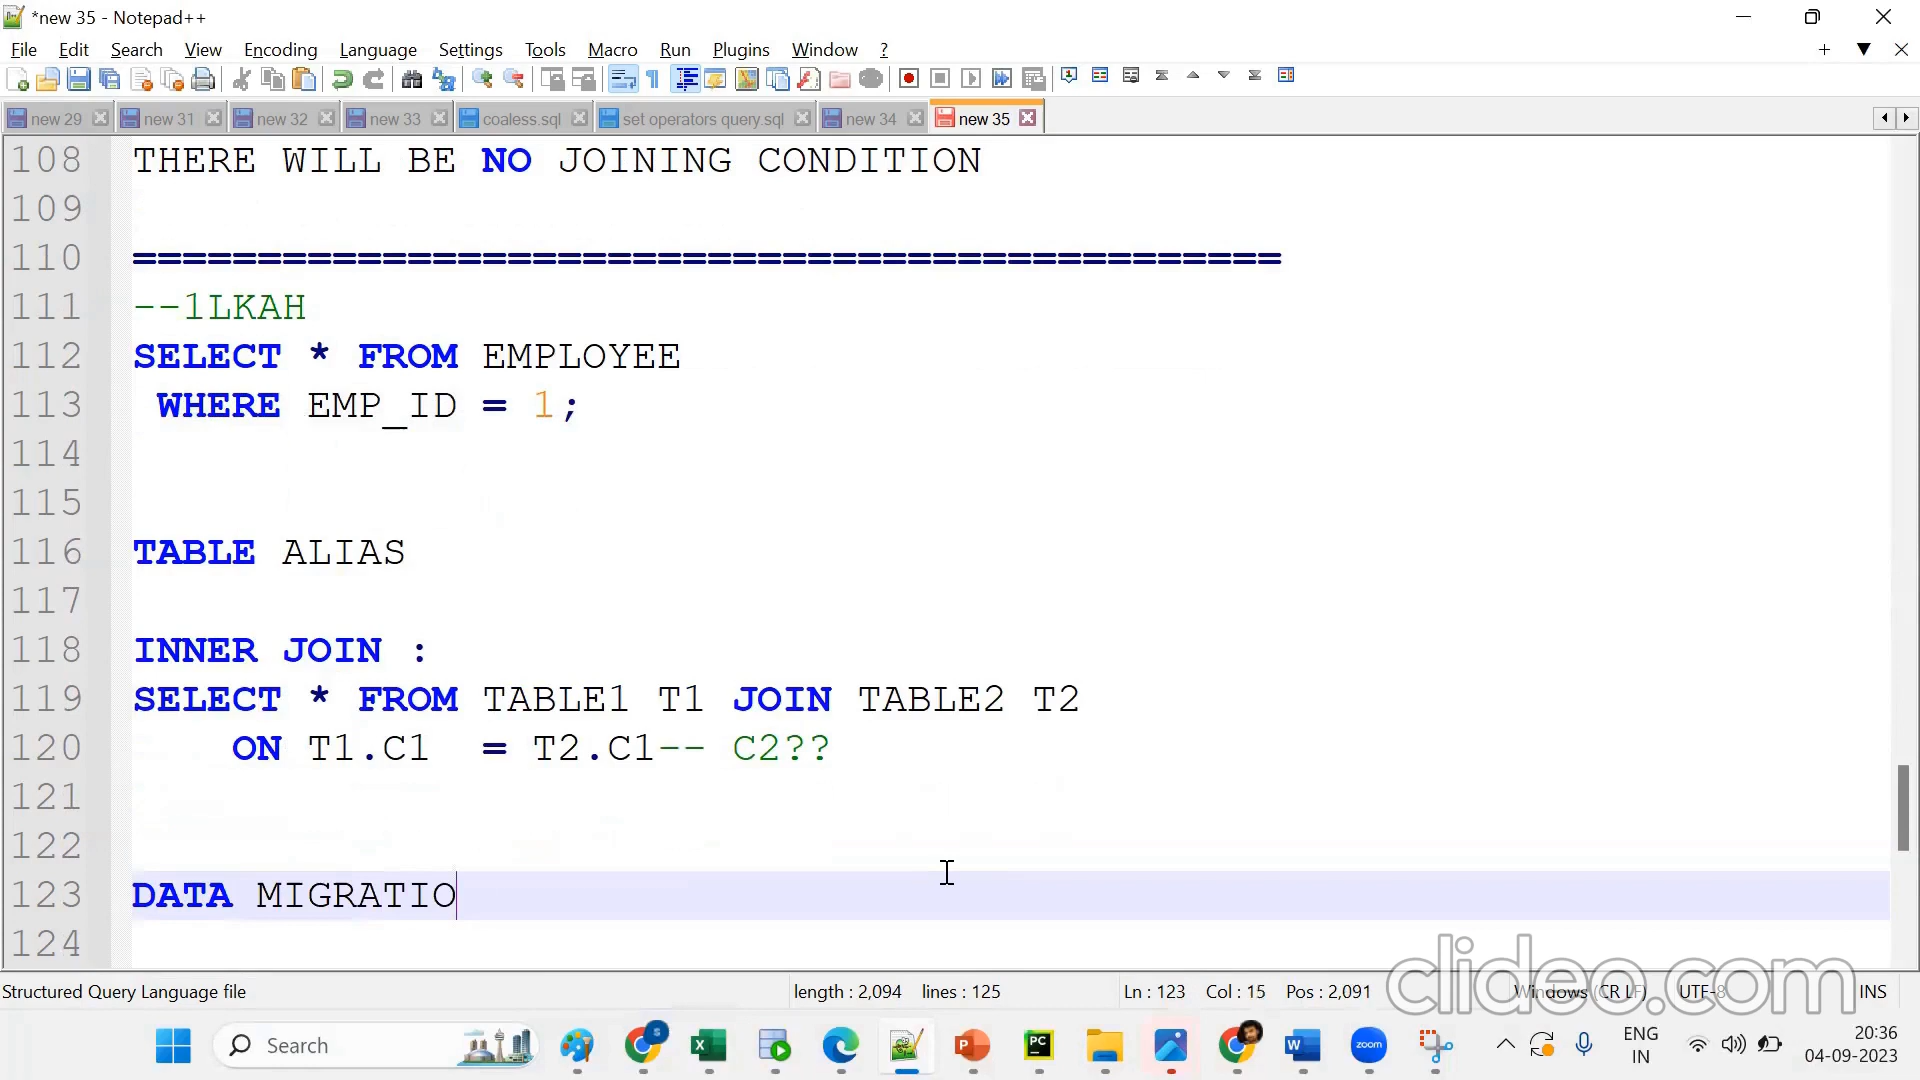 *new 35 - Notepad++
File Edit Search View Encoding Language Settings Tools Macro Run Plugins Window ?
new 29 new 31 new 32 new 33 coaless.sql set operators query.sql new 34 new 35
108 THERE WILL BE NO JOINING CONDITION
109
110 ==============================================
111 --1LKAH
112 SELECT * FROM EMPLOYEE
113 WHERE EMP_ID = 1;
114
115
116 TABLE ALIAS
117
118 INNER JOIN :
119 SELECT * FROM TABLE1 T1 JOIN TABLE2 T2
120 ON T1.C1 = T2.C1-- C2??
121
122
123 DATA MIGRATIO
124
clideo.com
Structured Query Language file length : 2,094 lines : 125 Ln : 123 Col : 15 Pos : 2,091 Windows (CR LF) UTF-8 INS
Search zoom ENG 20:36
IN 04-09-2023